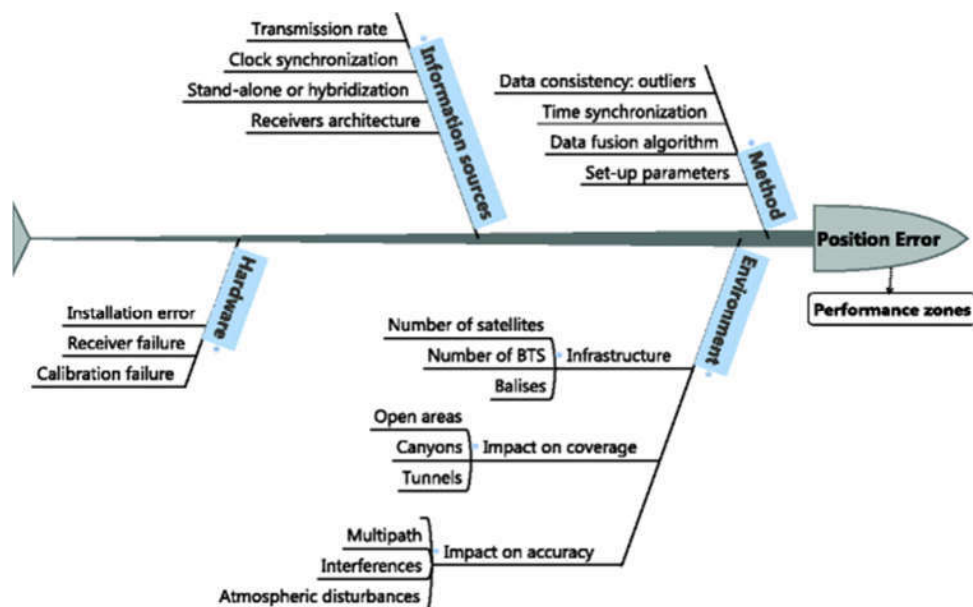 Transmission rate
Clock synchronization
Stand-alone or hybridization
Receivers architecture
Information sources
Data consistency: outliers
Time synchronization
Data fusion algorithm
Set-up parameters
Method
Position Error
Performance zones
Hardware
Installation error
Receiver failure
Calibration failure
Environment
Number of satellites
Number of BTS
Balises
Infrastructure
Open areas
Canyons
Tunnels
Impact on coverage
Multipath
Interferences
Atmospheric disturbances
Impact on accuracy